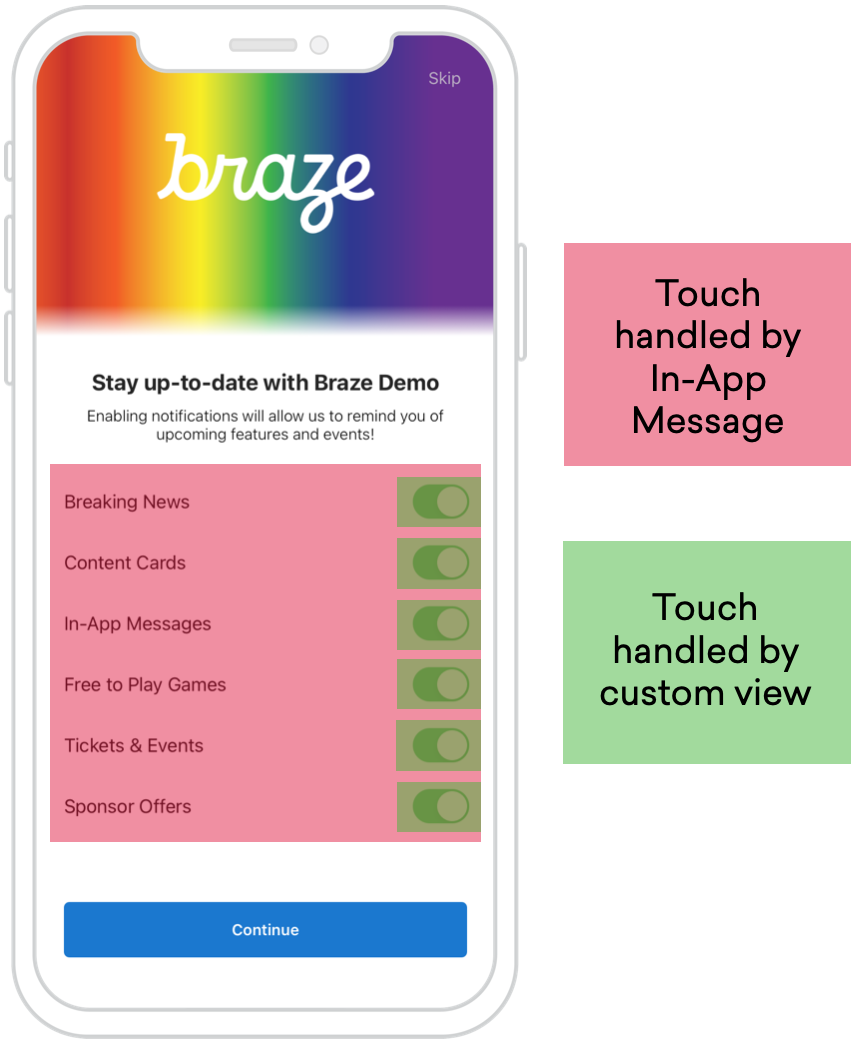 Skip
braze
Stay up-to-date with Braze Demo
Enabling notifications will allow us to remind you of
upcoming features and events!
Breaking News
Content Cards
In-App Messages
Free to Play Games
Tickets & Events
Sponsor Offers
Continue
Touch
handled by
In-App
Message
Touch
handled by
custom view